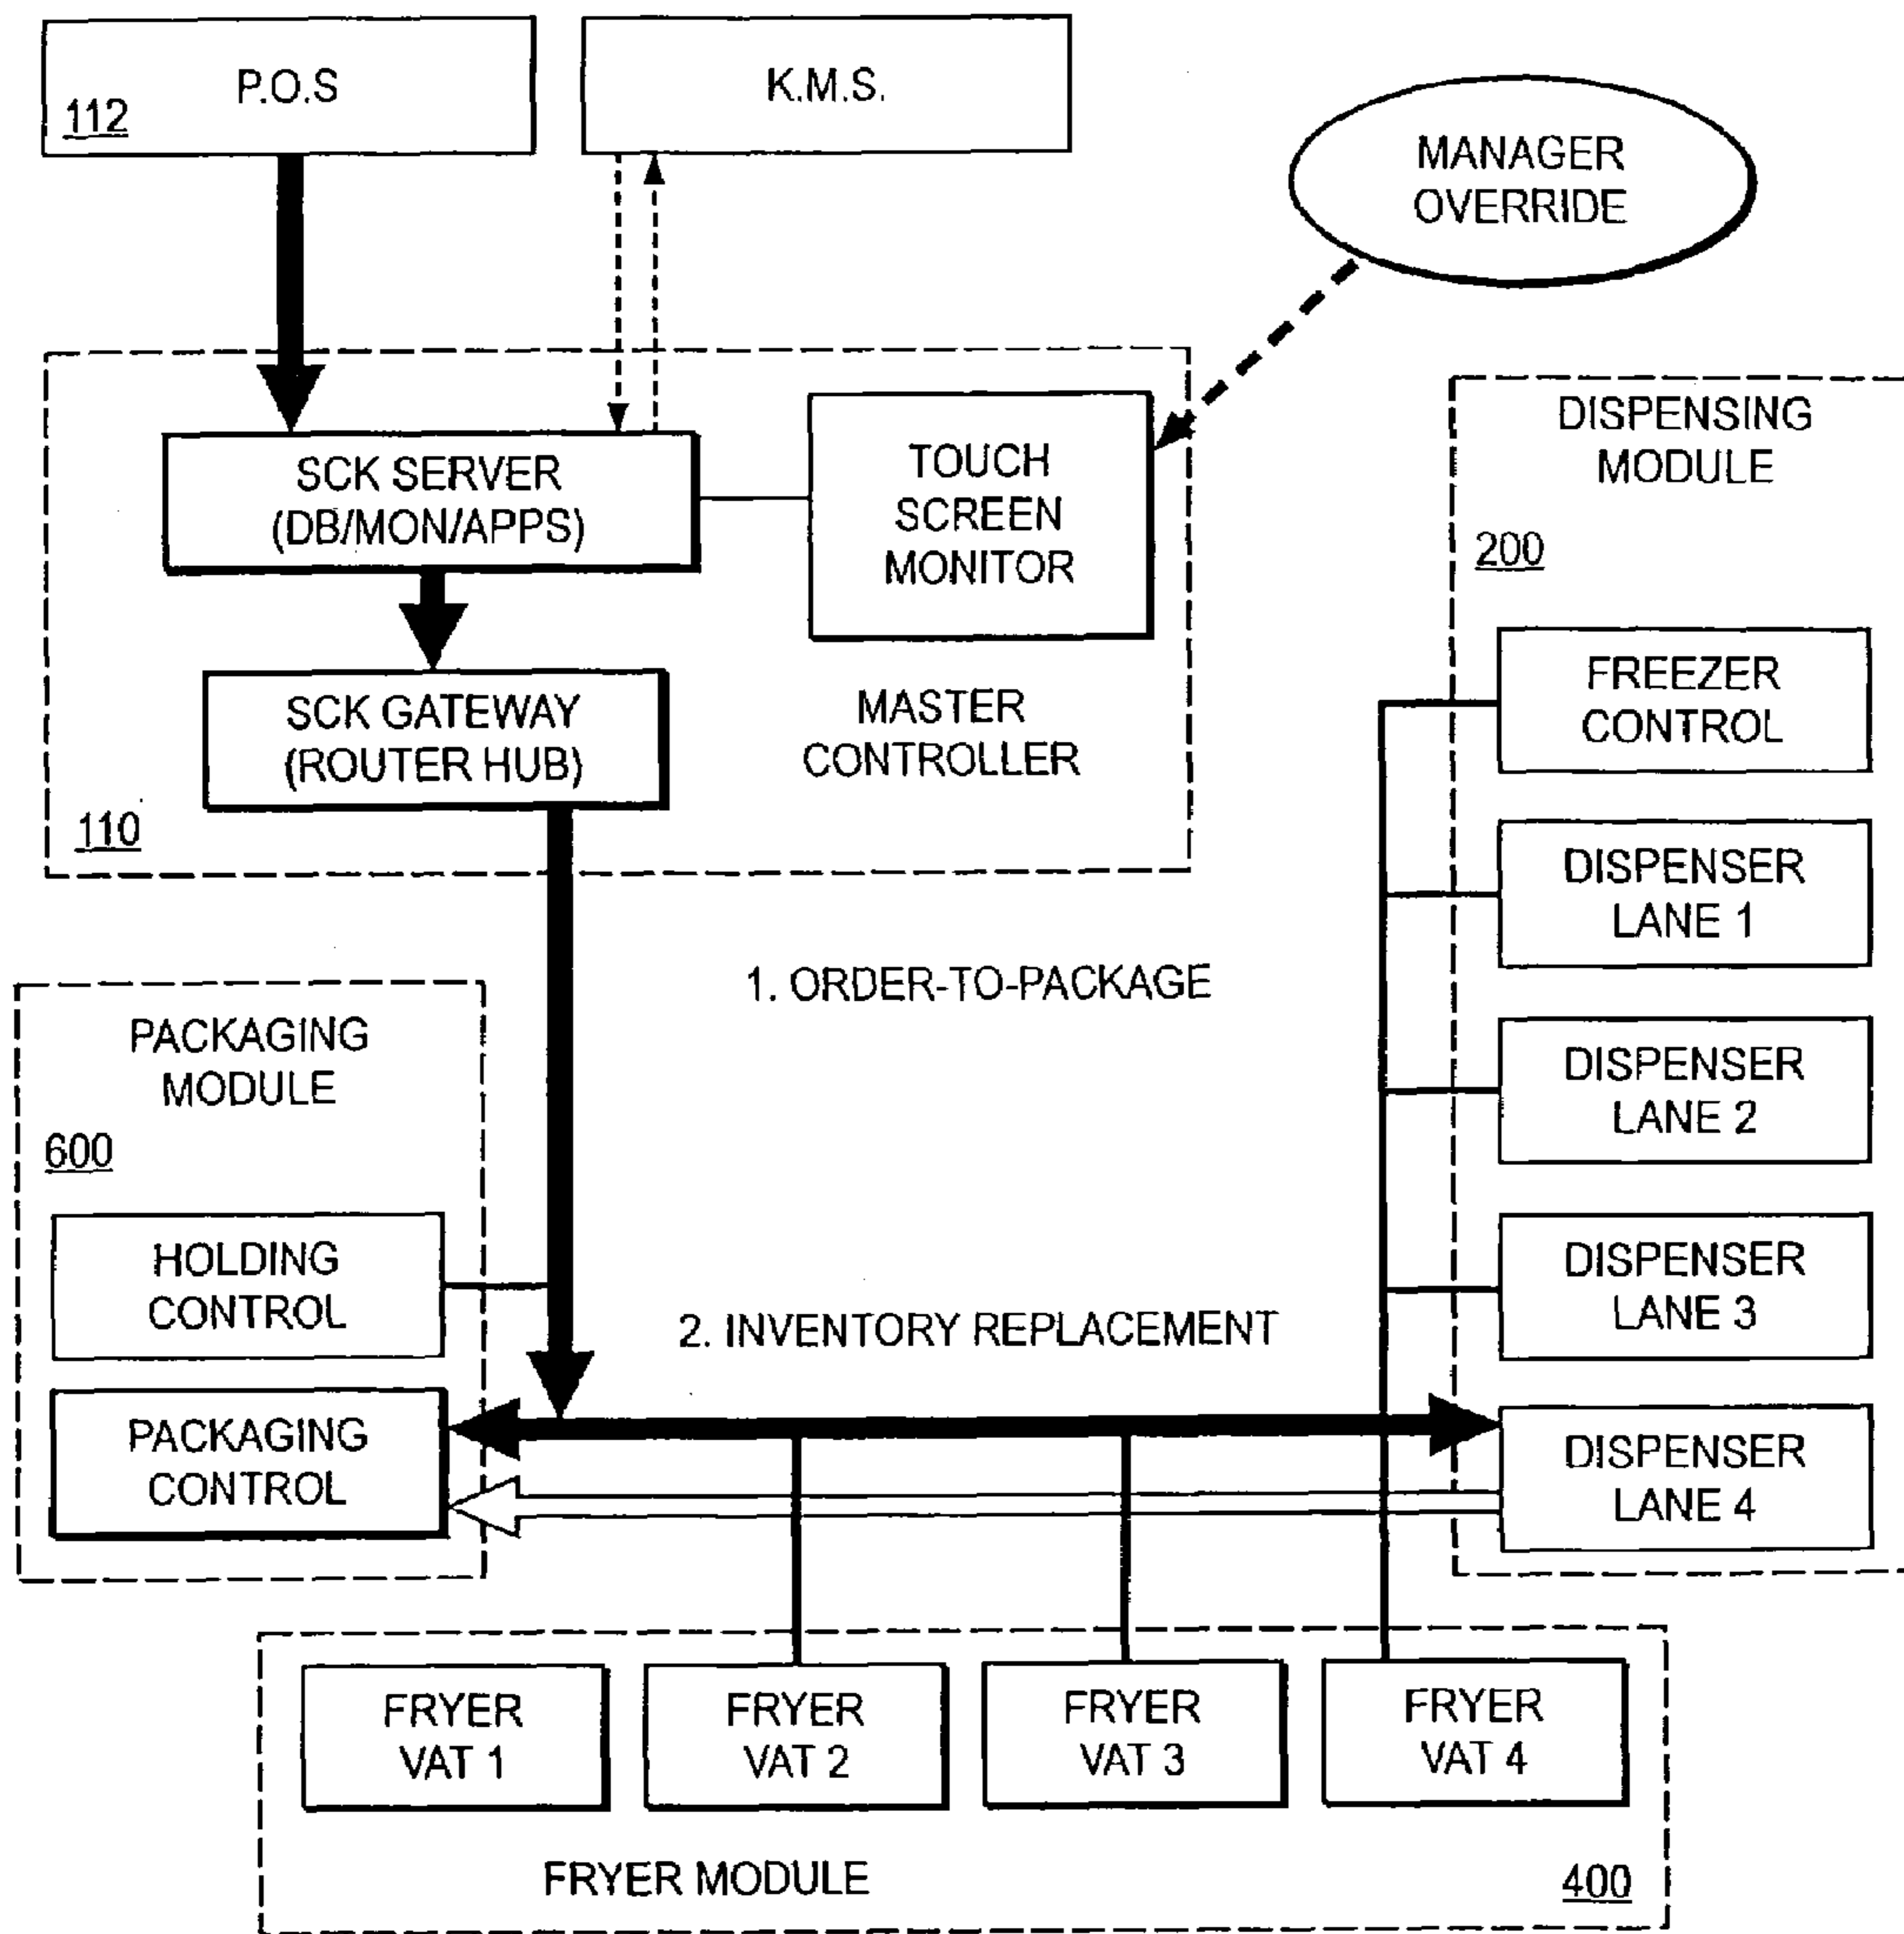 P.O.S
112
K.M.S.
MANAGER
OVERRIDE
SCK SERVER
(DB/MON/APPS)
TOUCH
SCREEN
MONITOR
SCK GATEWAY
(ROUTER HUB)
MASTER
CONTROLLER
110
DISPENSING
MODULE
200
FREEZER
CONTROL
DISPENSER
LANE 1
DISPENSER
LANE 2
DISPENSER
LANE 3
DISPENSER
LANE 4
1. ORDER-TO-PACKAGE
PACKAGING
MODULE
600
HOLDING
CONTROL
2. INVENTORY REPLACEMENT
PACKAGING
CONTROL
FRYER
VAT 1
FRYER
VAT 2
FRYER
VAT 3
FRYER
VAT 4
FRYER MODULE
400